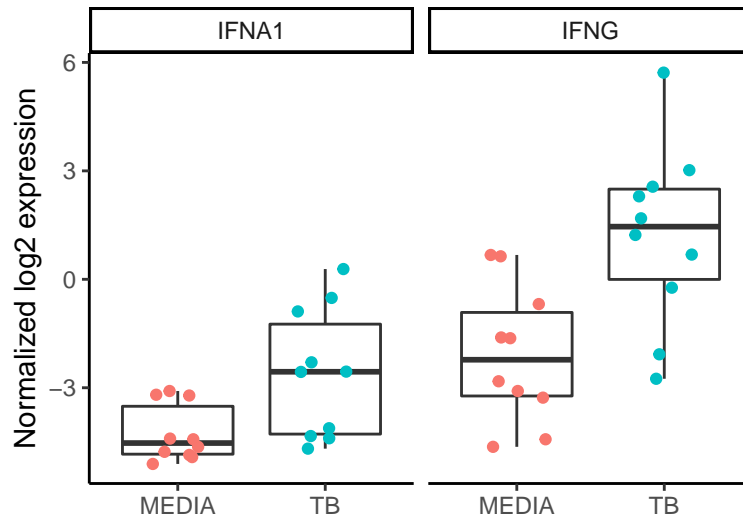 IFNA1
IFNG
Normalized log2 expression
6
3
0
−3
MEDIA
TB
MEDIA
TB